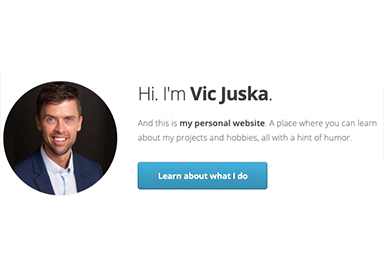 Hi. I'm Vic Juska.
And this is my personal website. A place where you can learn
about my projects and hobbies, all with a hint of humor.
Learn about what I do